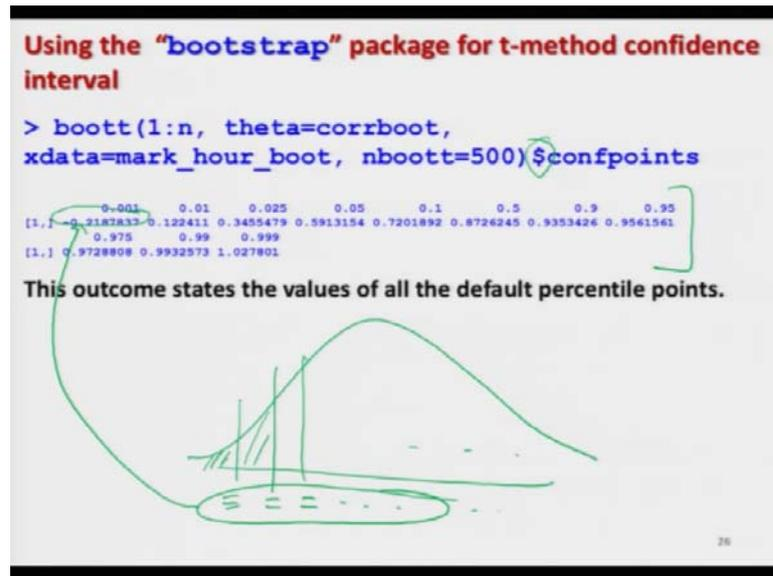 Using the “bootstrap” package for t-method confidence
interval
> boott(1:n, theta=corrboot,
xdata=mark_hour_boot, nboott=500)$confpoints
0.001 0.01 0.025 0.05 0.1 0.5 0.9 0.95
[1,] -0.2187837 0.122411 0.3455479 0.5913154 0.7201892 0.8726245 0.9353426 0.9561561
0.975 0.99 0.999
[1,] 0.9728808 0.9932573 1.027801
This outcome states the values of all the default percentile points.
26